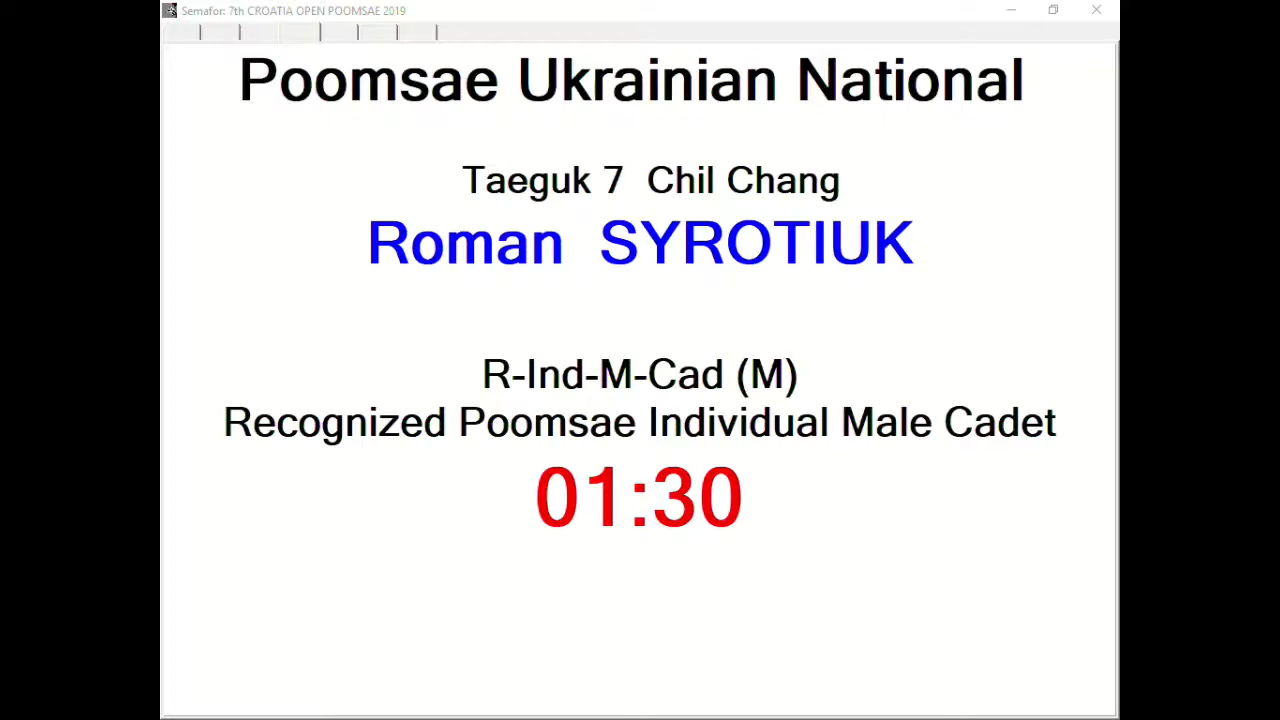 Semafor: 7th CROATIA OPEN POOMSAE 2019
Poomsae Ukrainian National
Taeguk 7 Chil Chang
Roman SYROTIUK
R-Ind-M-Cad (M)
Recognized Poomsae Individual Male Cadet
01:30